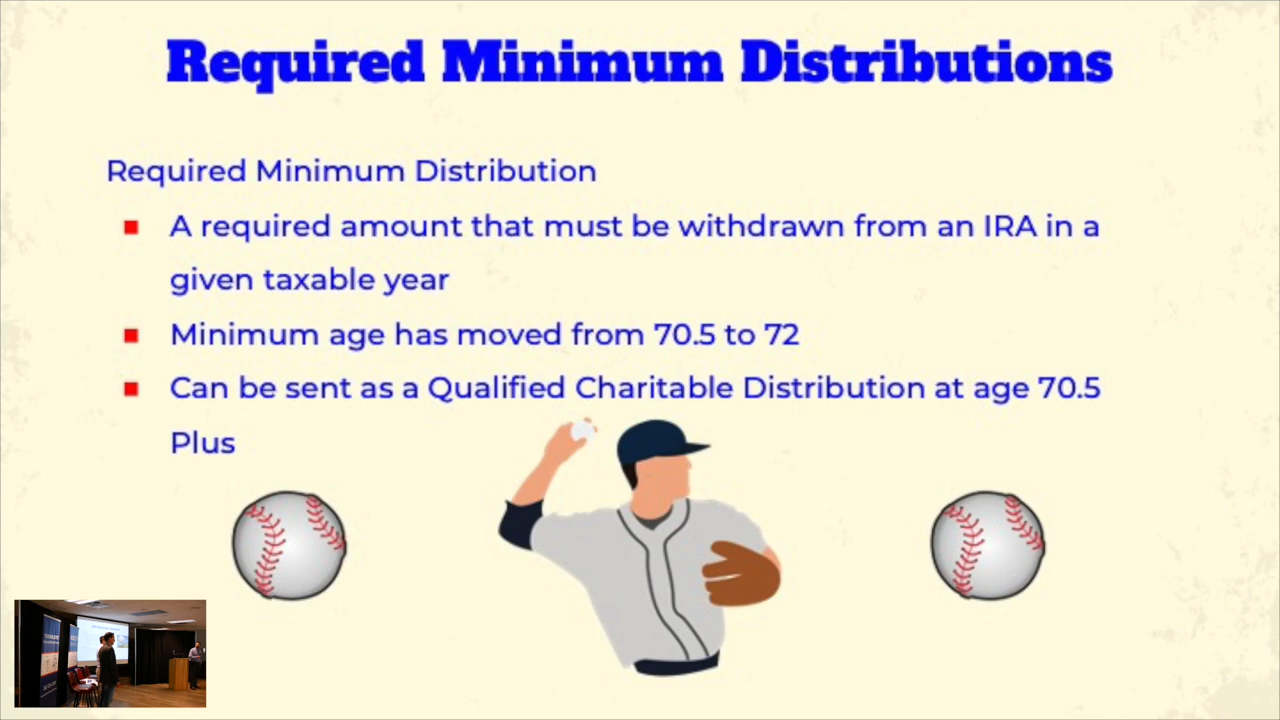 Required Minimum Distributions
Required Minimum Distribution
A required amount that must be withdrawn from an IRA in a
given taxable year
Minimum age has moved from 70.5 to 72
Can be sent as a Qualified Charitable Distribution at age 70.5
Plus